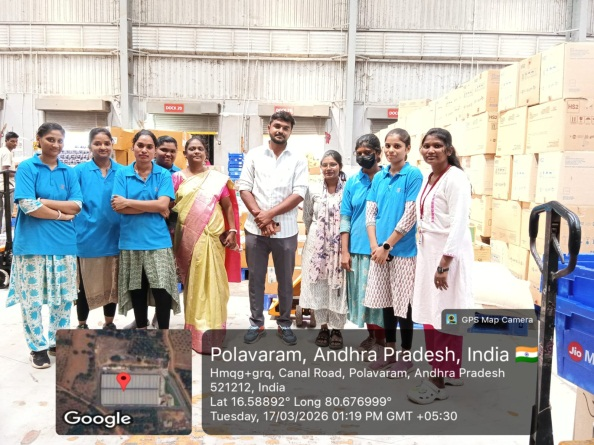 GPS Map Camera
Polavaram, Andhra Pradesh, India
Hmqg+grq, Canal Road, Polavaram, Andhra Pradesh
521212, India
Lat 16.58892° Long 80.676999°
Tuesday, 17/03/2026 01:19 PM GMT +05:30
Google
Jio